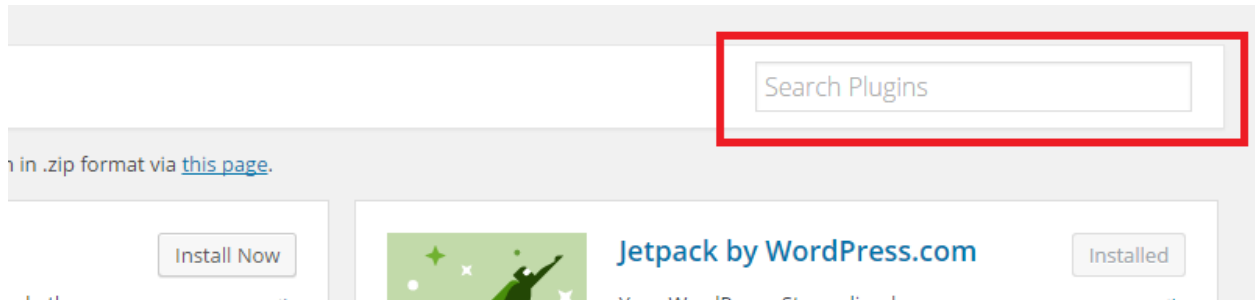 Search Plugins
in .zip format via this page.
Install Now
Jetpack by WordPress.com
Installed